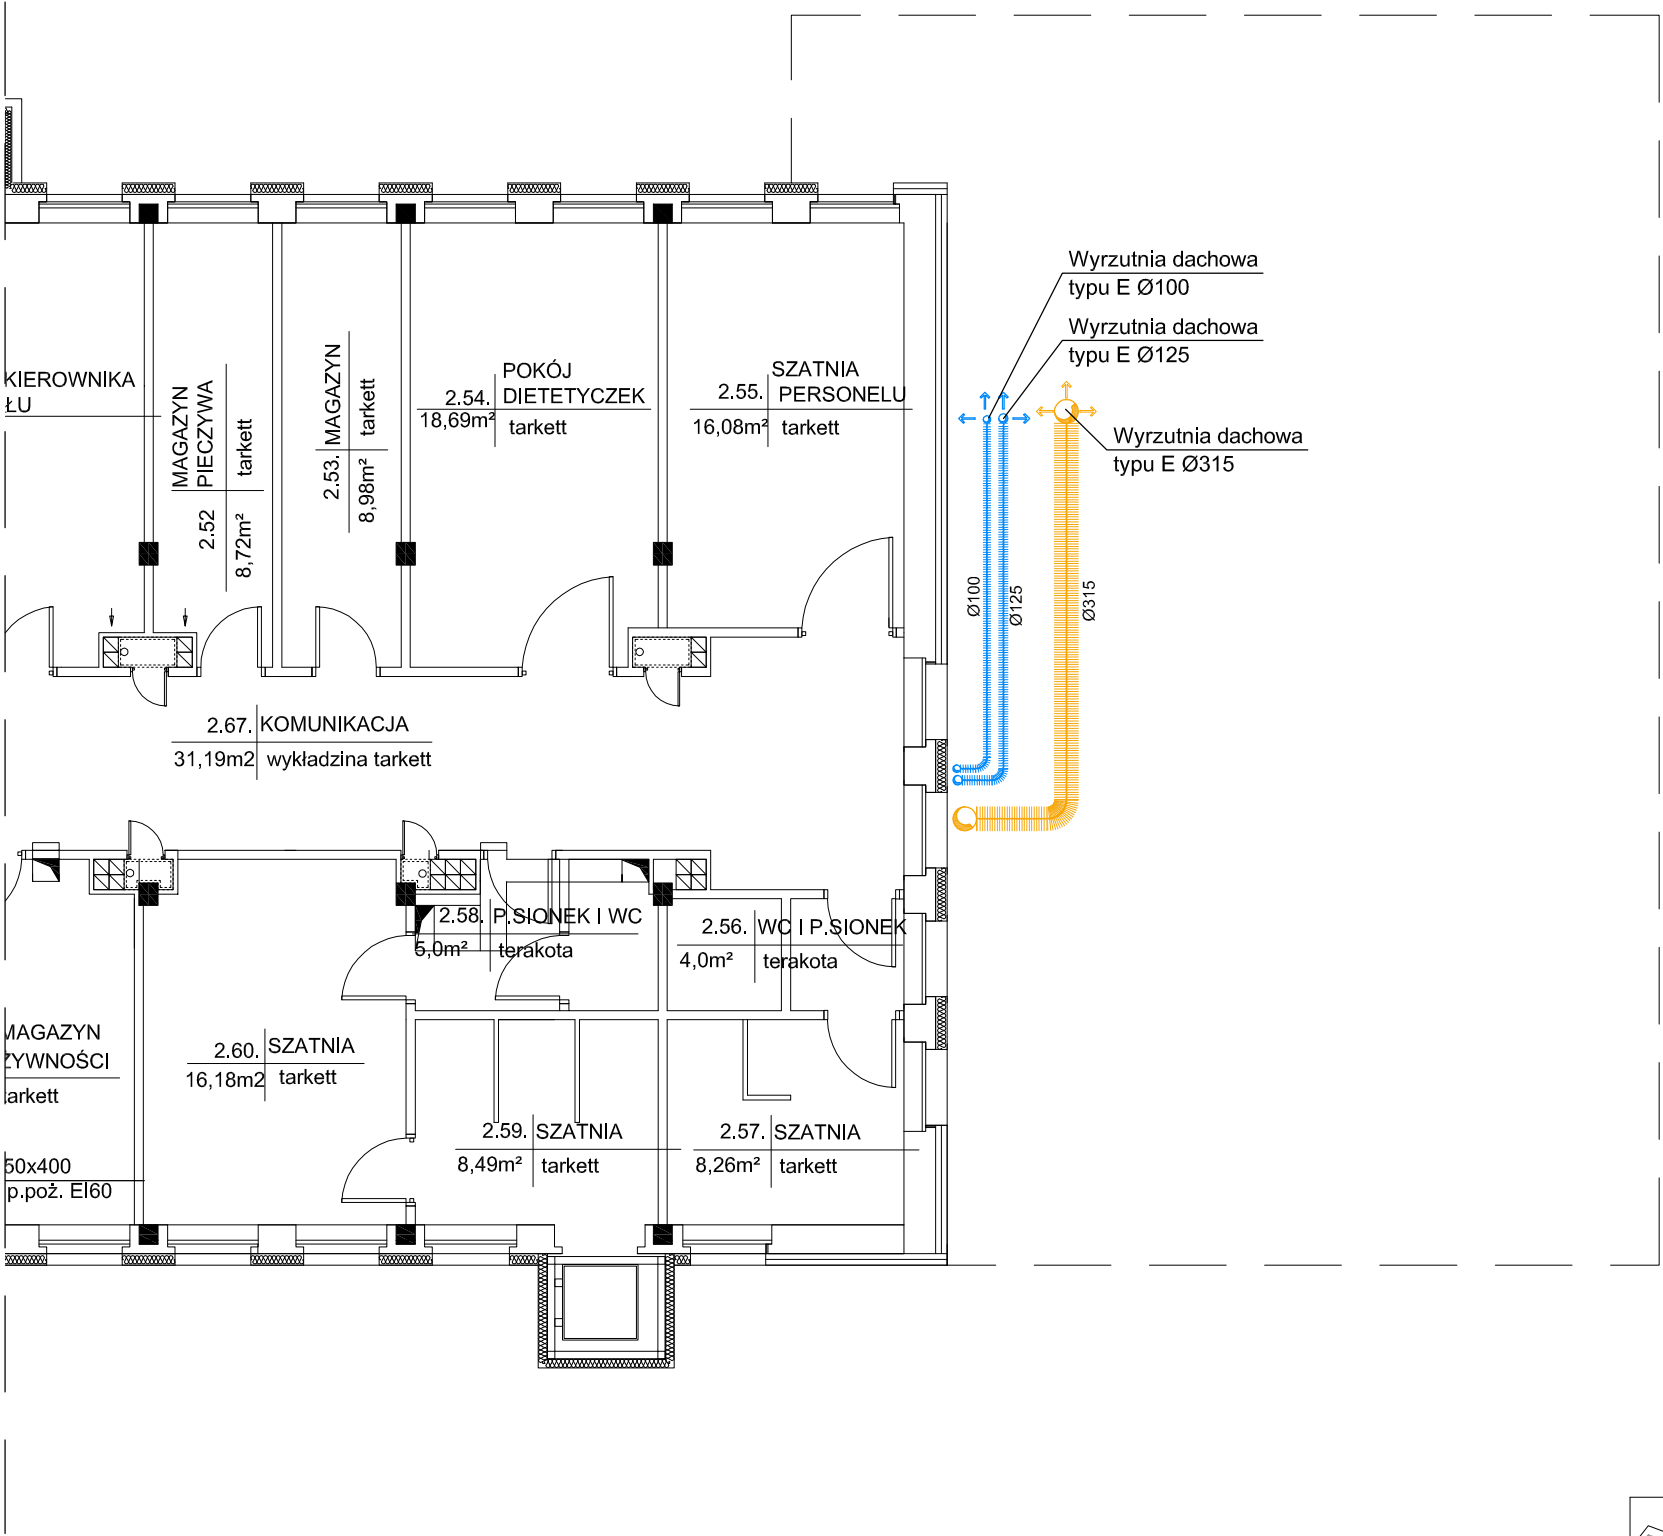 Wyrzutnia dachowa
typu E Ø100
Wyrzutnia dachowa
typu E Ø125
Wyrzutnia dachowa
typu E Ø315
Ø100
Ø125
Ø315
KIEROWNIKA
ŁU
MAGAZYN
PIECZYWA
tarkett
2.52
8,72m²
2.53. MAGAZYN
tarkett
8,98m²
2.54. POKÓJ
DIETETYCZEK
18,69m² tarkett
2.55. SZATNIA
PERSONELU
16,08m² tarkett
2.67. KOMUNIKACJA
31,19m2 wykładzina tarkett
2.58. P.SIONEK I WC
5,0m² terakota
2.56. WC I P.SIONEK
4,0m² terakota
MAGAZYN
ŻYWNOŚCI
tarkett
2.60. SZATNIA
16,18m2 tarkett
2.59. SZATNIA
8,49m² tarkett
2.57. SZATNIA
8,26m² tarkett
50x400
p.poż. EI60